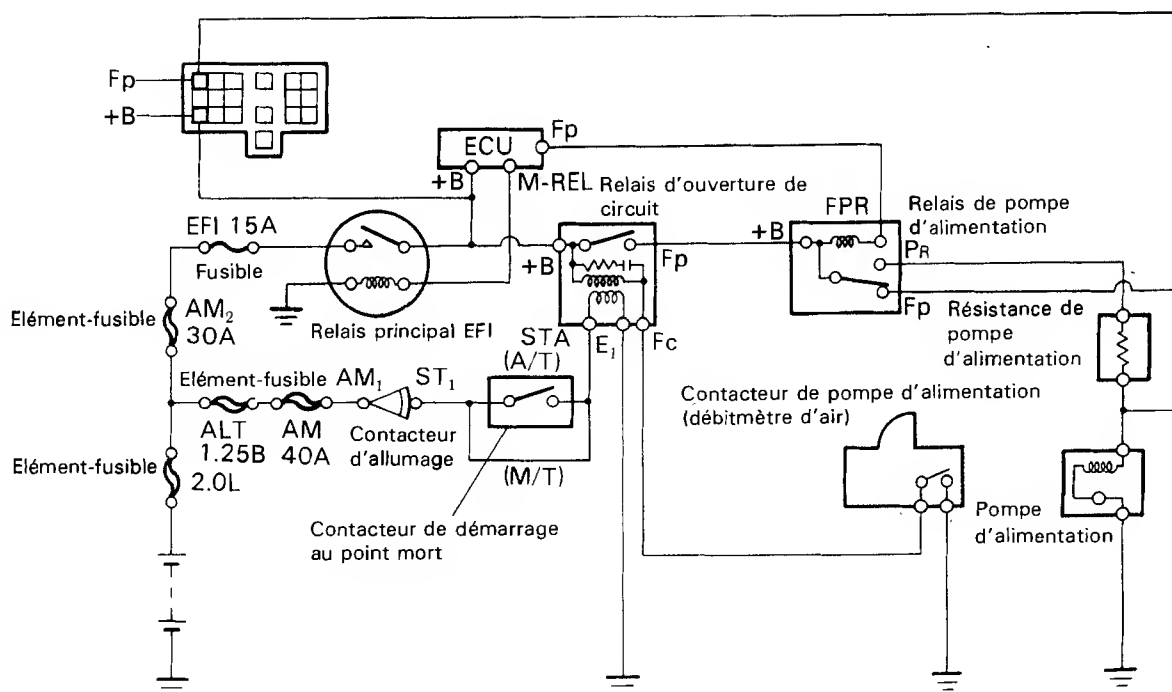 Fp
+B
ECU
Fp
+B
M-REL
Relais d'ouverture de
circuit
FPR
Relais de pompe
d'alimentation
EFI 15A
Fusible
+B
Fp
+B
PR
Fp
Elément-fusible
AM2
30A
Relais principal EFI
STA
(A/T)
E1
Fc
Résistance de
pompe
d'alimentation
Elément-fusible
AM1
ST1
Contacteur de pompe d'alimentation
(débitmètre d'air)
ALT
1.25B
AM
40A
Contacteur
d'allumage
(M/T)
Elément-fusible
2.0L
Contacteur de démarrage
au point mort
Pompe
d'alimentation